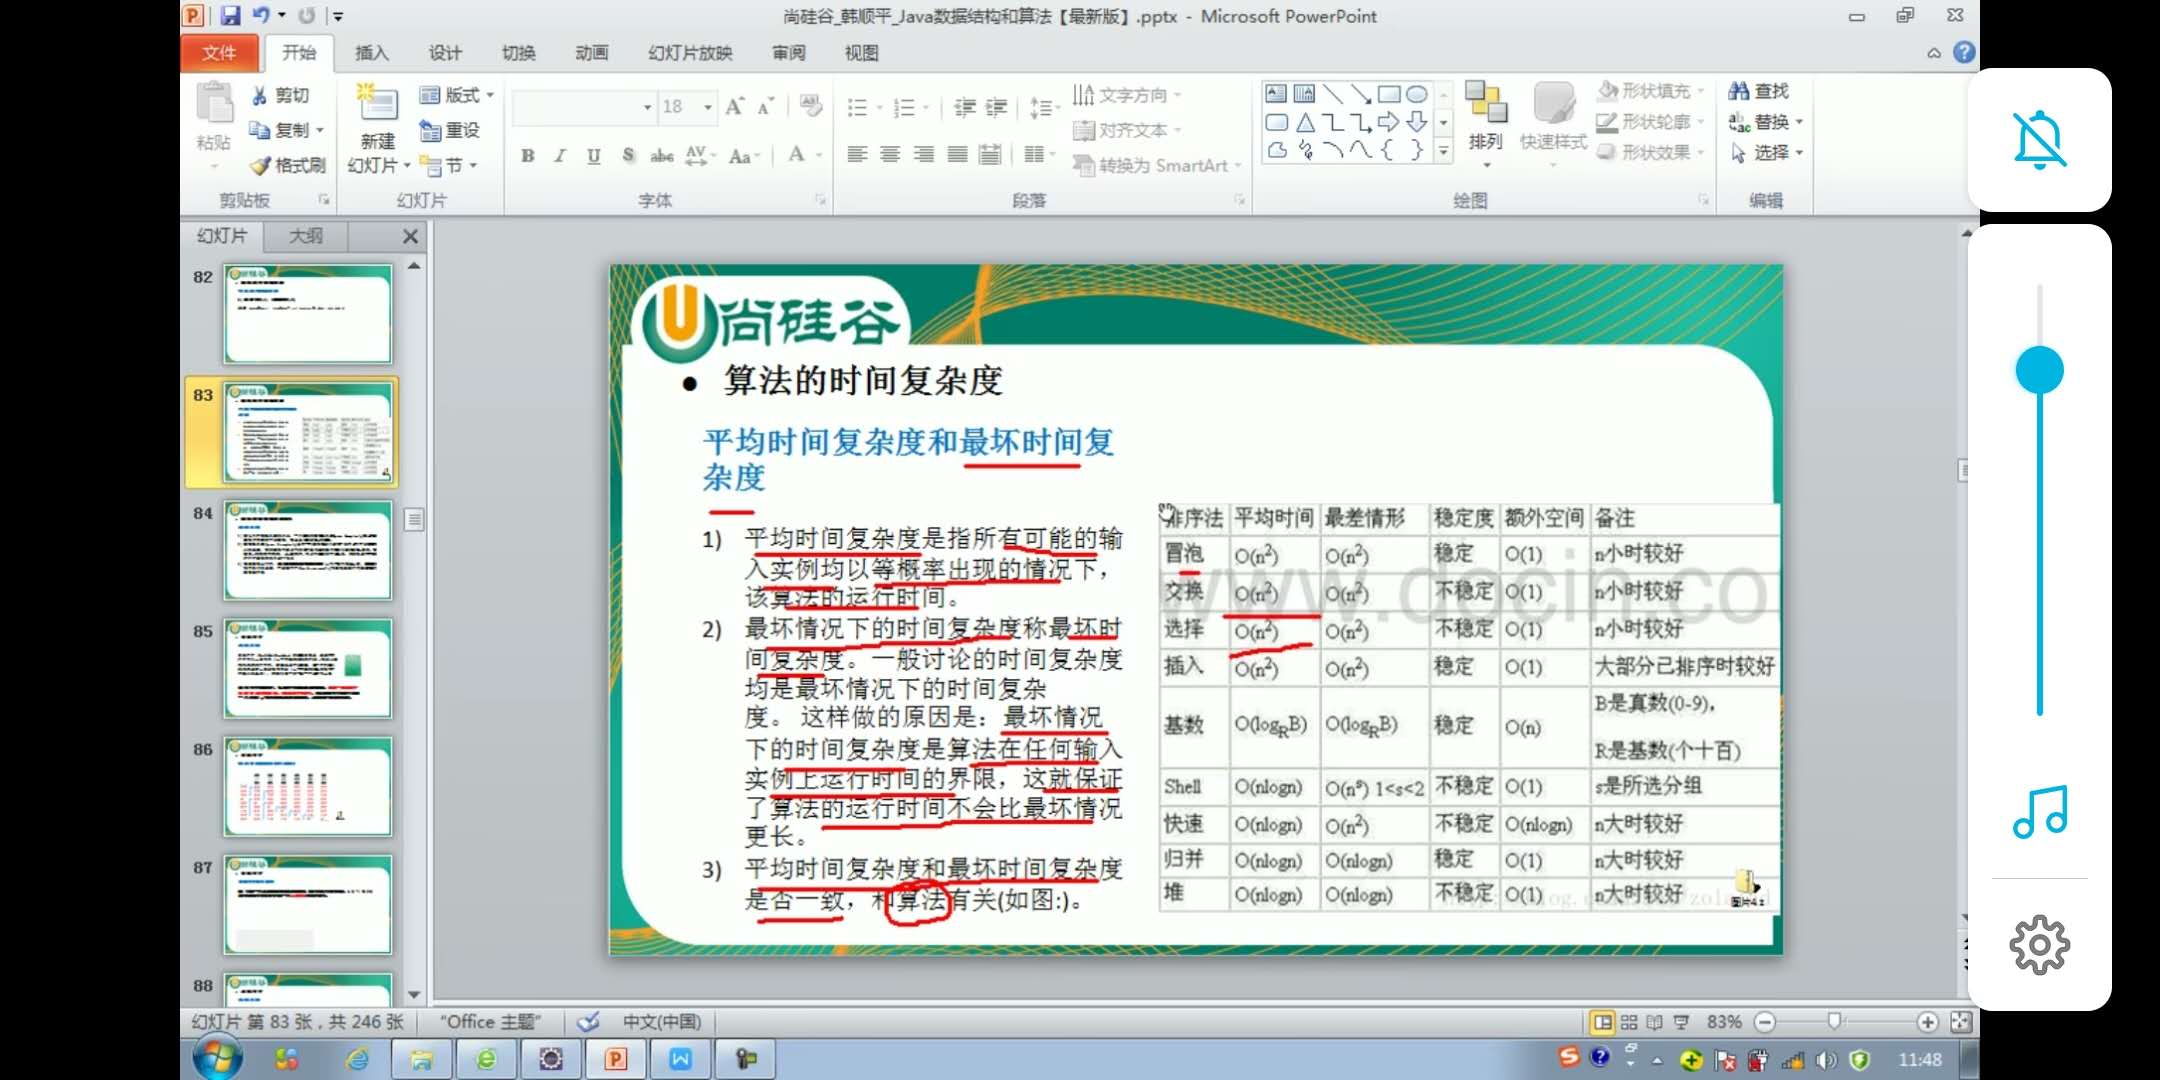 尚硅谷_韩顺平_Java数据结构和算法【最新版】.pptx - Microsoft PowerPoint
文件 开始 插入 设计 切换 动画 幻灯片放映 审阅 视图
粘贴 剪切 复制 格式刷
剪贴板
新建 幻灯片 版式 重设 节
幻灯片
18
B I U S abc AV Aa A
字体
文字方向 对齐文本 转换为 SmartArt
段落
排列 快速样式 形状填充 形状轮廓 形状效果
绘图
查找 替换 选择
编辑
幻灯片 大纲
82
83
84
85
86
87
88
尚硅谷
算法的时间复杂度
平均时间复杂度和最坏时间复
杂度
1) 平均时间复杂度是指所有可能的输
入实例均以等概率出现的情况下，
该算法的运行时间。
2) 最坏情况下的时间复杂度称最坏时
间复杂度。一般讨论的时间复杂度
均是最坏情况下的时间复杂
度。 这样做的原因是：最坏情况
下的时间复杂度是算法在任何输入
实例上运行时间的界限，这就保证
了算法的运行时间不会比最坏情况
更长。
3) 平均时间复杂度和最坏时间复杂度
是否一致，和算法有关(如图:)。
排序法 平均时间 最差情形 稳定度 额外空间 备注
冒泡 O(n²) O(n²) 稳定 O(1) n小时较好
交换 O(n²) O(n²) 不稳定 O(1) n小时较好
选择 O(n²) O(n²) 不稳定 O(1) n小时较好
插入 O(n²) O(n²) 稳定 O(1) 大部分已排序时较好
基数 O(logRB) O(logRB) 稳定 O(n) B是真数(0-9)，
R是基数(个十百)
Shell O(nlogn) O(nˢ) 1<s<2 不稳定 O(1) s是所选分组
快速 O(nlogn) O(n²) 不稳定 O(nlogn) n大时较好
归并 O(nlogn) O(nlogn) 稳定 O(1) n大时较好
堆 O(nlogn) O(nlogn) 不稳定 O(1) n大时较好
www.docin.co
幻灯片 第 83 张，共 246 张 "Office 主题" 中文(中国) 83%
11:48